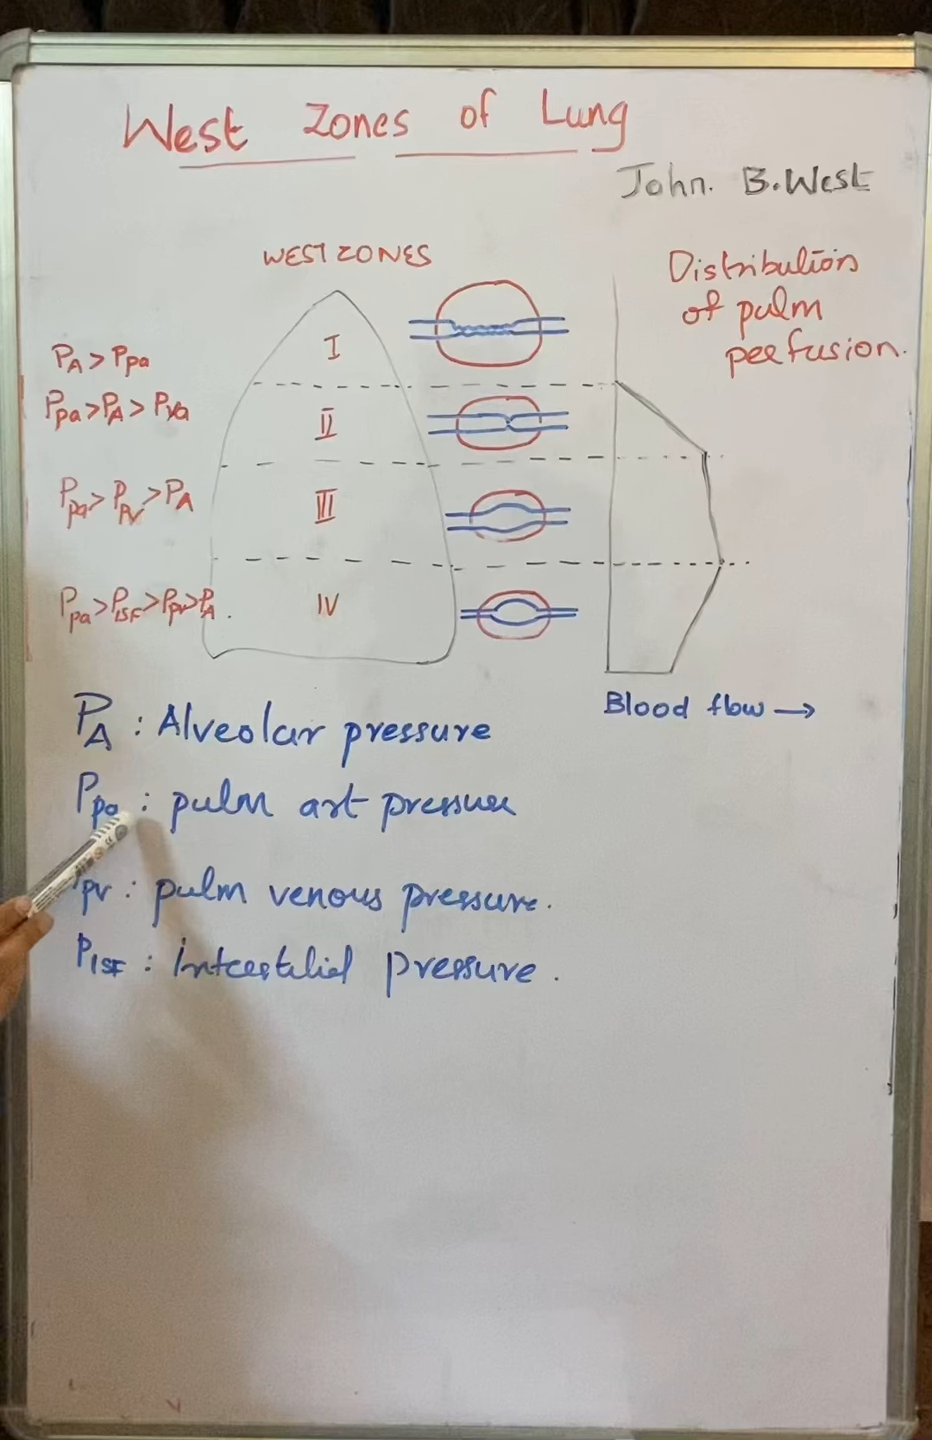 West Zones of Lung
John. B. West
WEST ZONES
Distribution
of pulm
perfusion.
PA > Ppa
I
Ppa > PA > Pva
II
Ppa > Ppv > PA
III
Ppa > PISF > Ppv > PA .
IV
Blood flow →
PA : Alveolar pressure
Ppa : pulm art pressure
pv : pulm venous pressure.
PISF : Interstitial pressure .